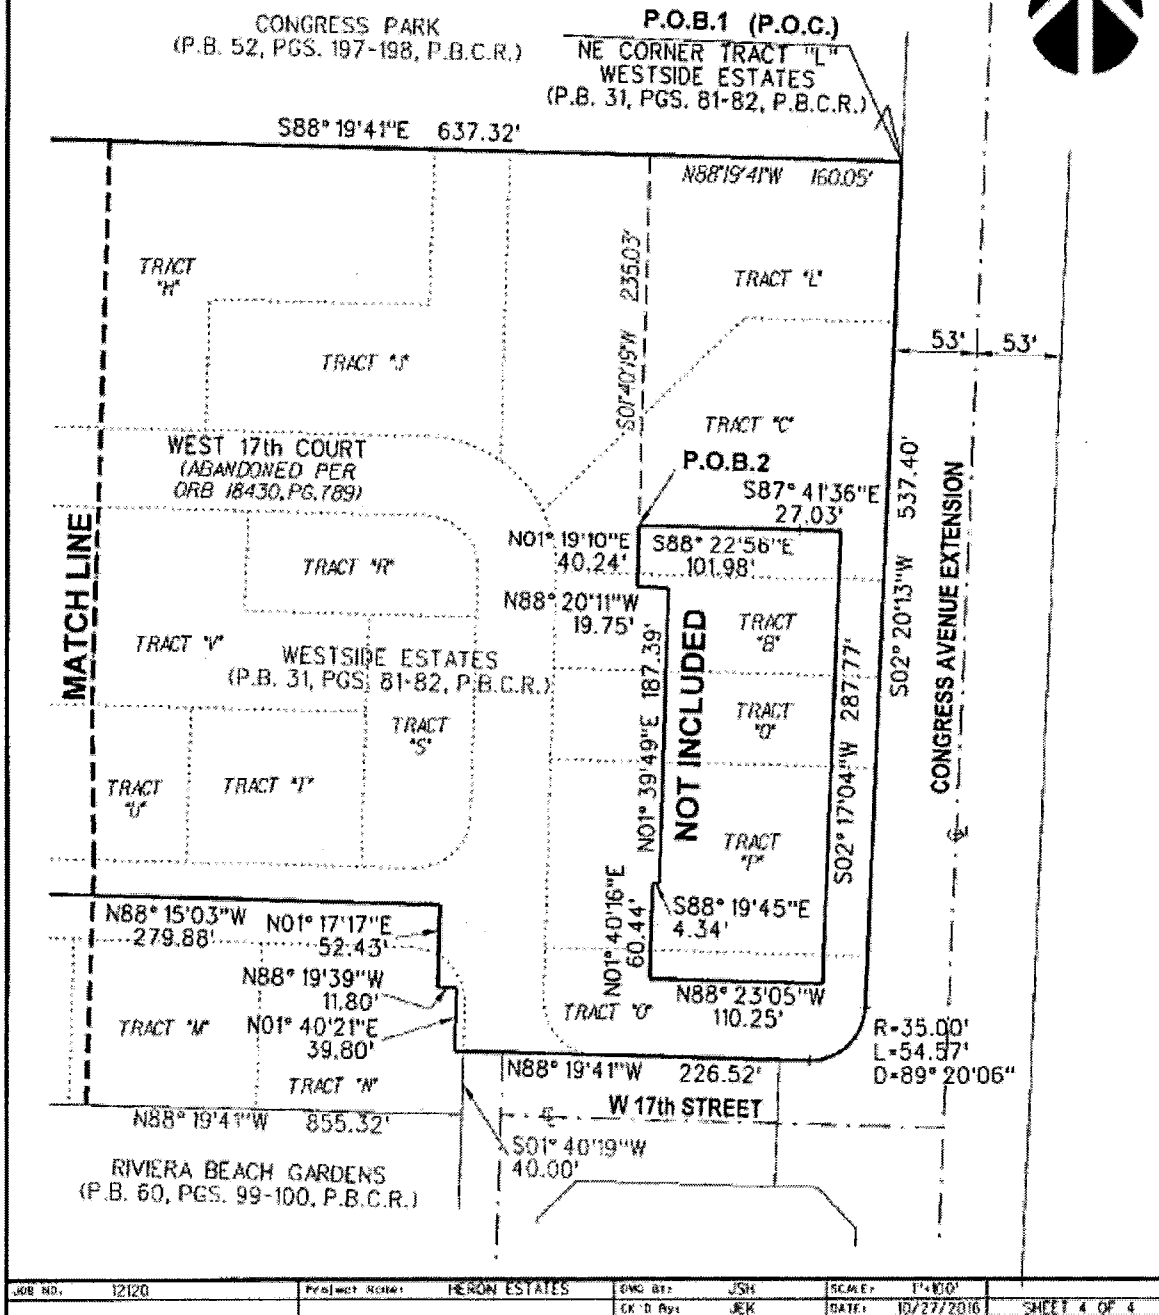 CONGRESS PARK
(P.B. 52, PGS. 197-198, P.B.C.R.)
P.O.B.1 (P.O.C.)
NE CORNER TRACT "L"
WESTSIDE ESTATES
(P.B. 31, PGS. 81-82, P.B.C.R.)
S88°19'41"E 637.32'
N88°19'41"W 160.05'
TRACT "H"
S01°40'19"W 235.03'
TRACT "L"
TRACT "J"
53' 53'
TRACT "C"
WEST 17th COURT
(ABANDONED PER
ORB 18430, PG.789)
P.O.B.2
S87°41'36"E
27.03'
S02°20'13"W 537.40'
CONGRESS AVENUE EXTENSION
MATCH LINE
N01°19'10"E
40.24'
S88°22'56"E
101.98'
TRACT "R"
N88°20'11"W
19.75'
TRACT
"B"
TRACT "V"
WESTSIDE ESTATES
(P.B. 31, PGS. 81-82, P.B.C.R.)
N01°39'49"E 187.39'
NOT INCLUDED
S02°17'04"W 287.77'
TRACT
"S"
TRACT
"Q"
TRACT
"U"
TRACT "T"
TRACT
"P"
N88°15'03"W
279.88'
N01°17'17"E
52.43'
N01°40'16"E
60.44'
S88°19'45"E
4.34'
N88°19'39"W
11.80'
N88°23'05"W
110.25'
TRACT "M"
N01°40'21"E
39.80'
TRACT "O"
R=35.00'
L=54.57'
D=89°20'06"
TRACT "N"
N88°19'41"W 226.52'
N88°19'41"W 855.32'
W 17th STREET
S01°40'19"W
40.00'
RIVIERA BEACH GARDENS
(P.B. 60, PGS. 99-100, P.B.C.R.)
JOB NO. 12120 Project Name: HERON ESTATES DWG BY: JSH SCALE: 1"=100'
CK'D By: JEK DATE: 10/27/2016 SHEET 4 OF 4